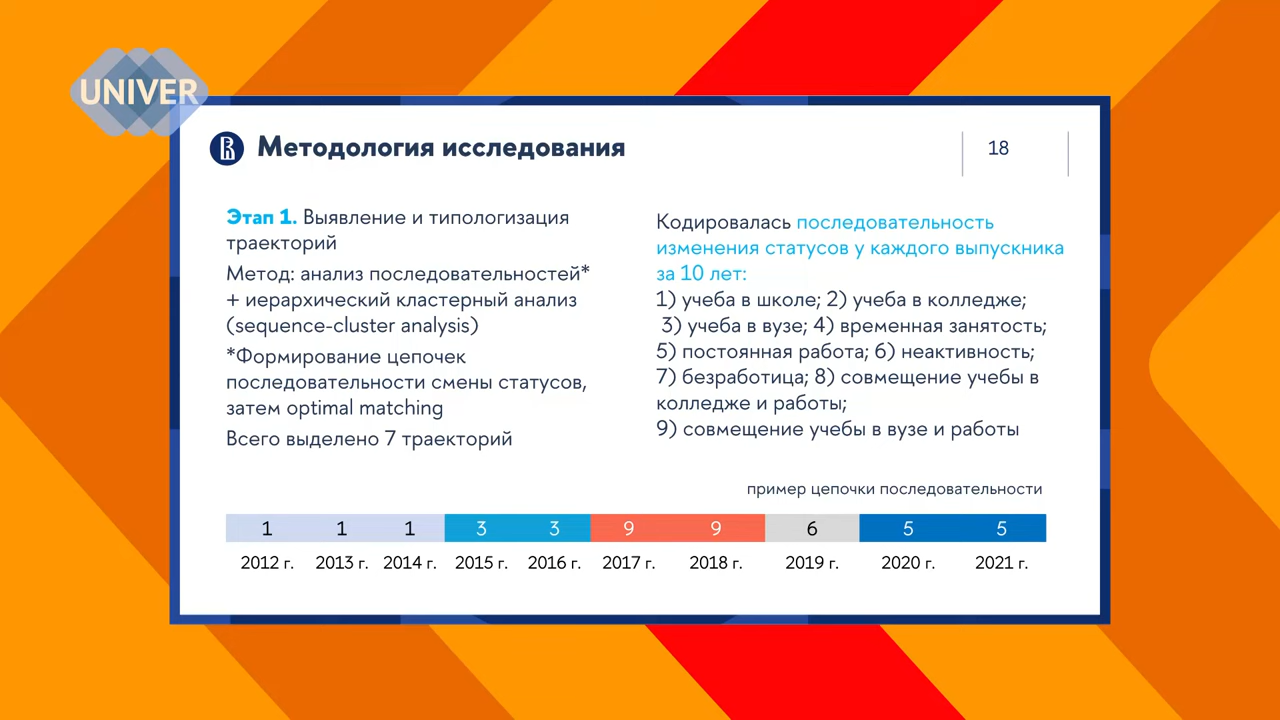 UNIVER
Методология исследования
18
Этап 1. Выявление и типологизация
траекторий
Метод: анализ последовательностей*
+ иерархический кластерный анализ
(sequence-cluster analysis)
*Формирование цепочек
последовательности смены статусов,
затем optimal matching
Всего выделено 7 траекторий
Кодировалась последовательность
изменения статусов у каждого выпускника
за 10 лет:
1) учеба в школе; 2) учеба в колледже;
3) учеба в вузе; 4) временная занятость;
5) постоянная работа; 6) неактивность;
7) безработица; 8) совмещение учебы в
колледже и работы;
9) совмещение учебы в вузе и работы
пример цепочки последовательности
1 1 1 3 3 9 9 6 5 5
2012 г. 2013 г. 2014 г. 2015 г. 2016 г. 2017 г. 2018 г. 2019 г. 2020 г. 2021 г.